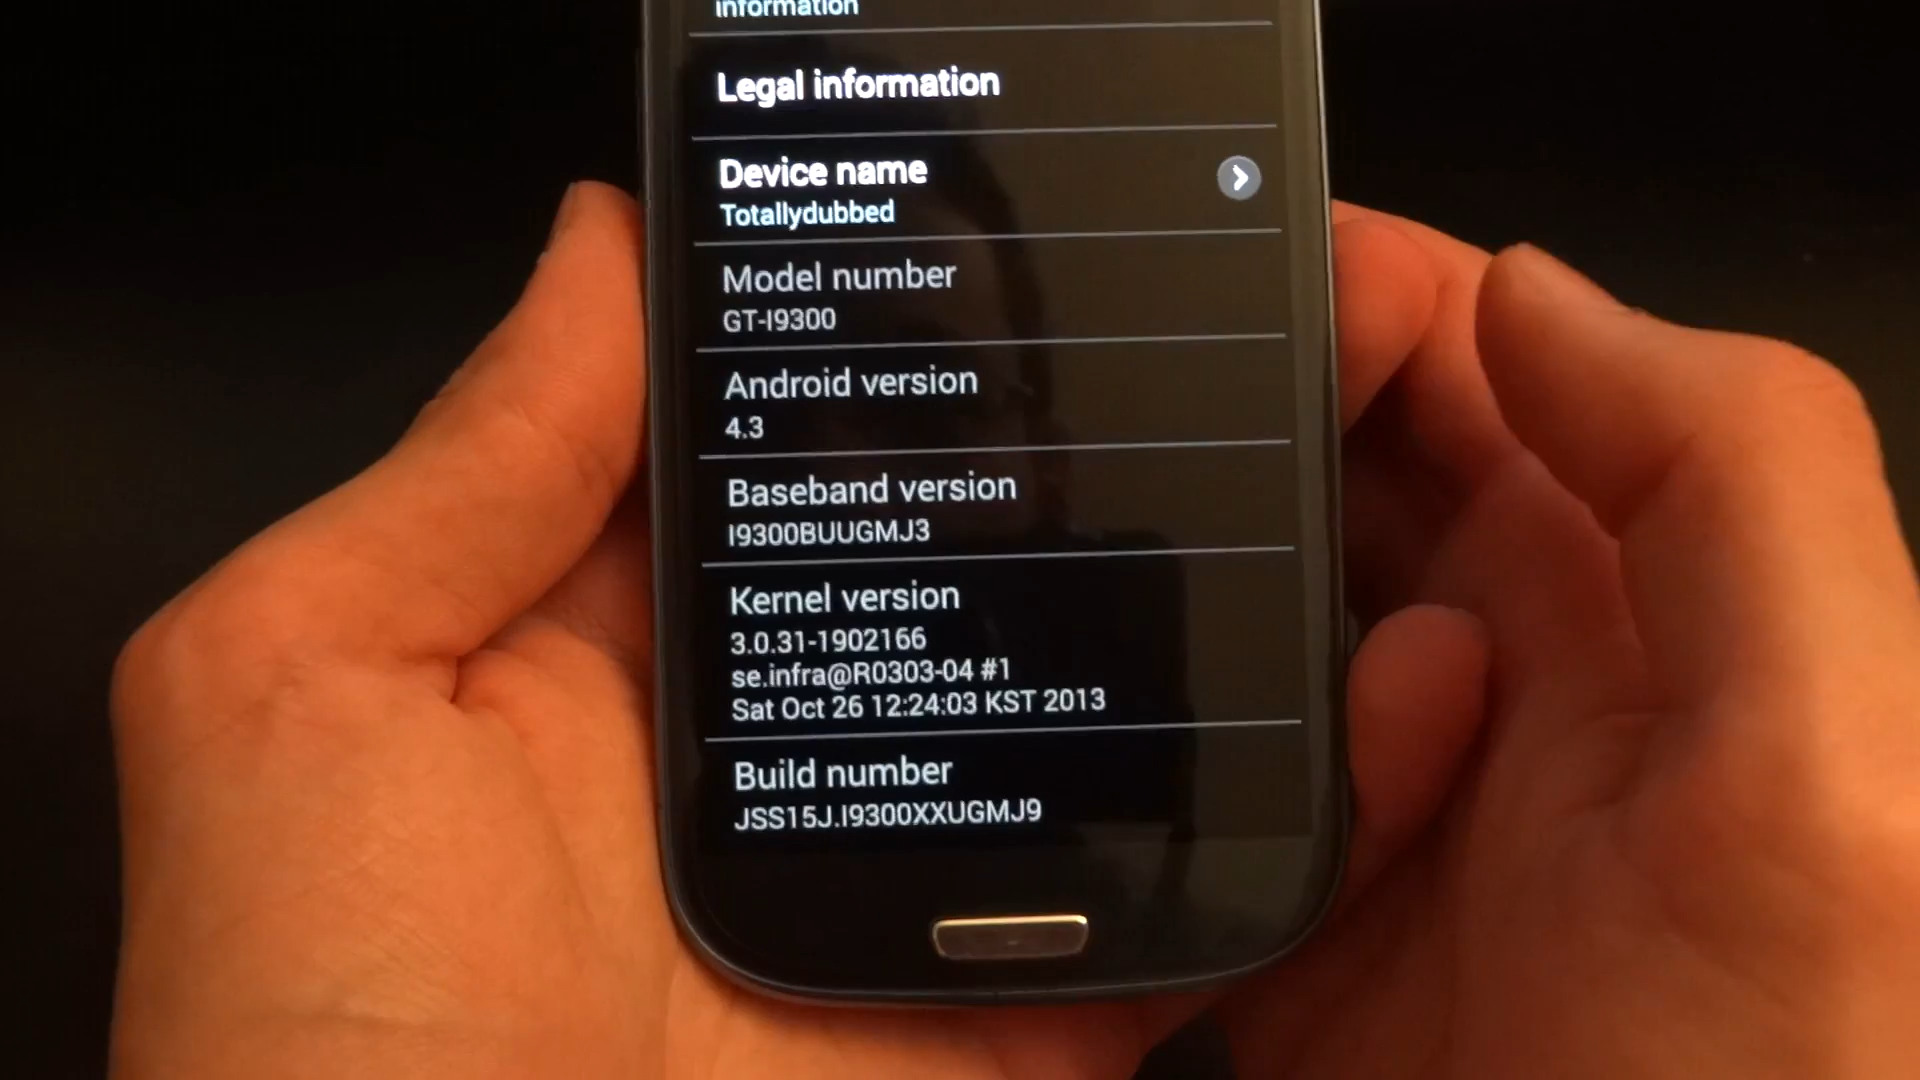 information
Legal information
Device name
Totallydubbed
Model number
GT-I9300
Android version
4.3
Baseband version
I9300BUUGMJ3
Kernel version
3.0.31-1902166
se.infra@R0303-04 #1
Sat Oct 26 12:24:03 KST 2013
Build number
JSS15J.I9300XXUGMJ9